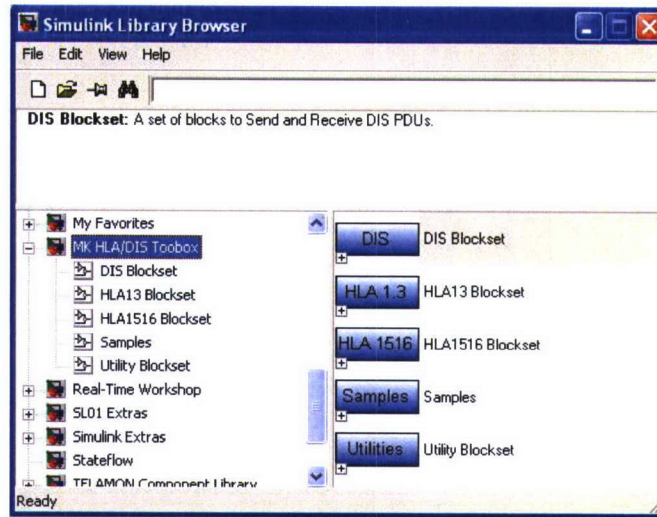 Simulink Library Browser
File Edit View Help
DIS Blockset: A set of blocks to Send and Receive DIS PDUs.
My Favorites
MK HLA/DIS Toobox
DIS Blockset
HLA13 Blockset
HLA1516 Blockset
Samples
Utility Blockset
Real-Time Workshop
SL01 Extras
Simulink Extras
Stateflow
TELAMON Component Library
DIS DIS Blockset
HLA 1.3 HLA13 Blockset
HLA 1516 HLA1516 Blockset
Samples Samples
Utilities Utility Blockset
Ready